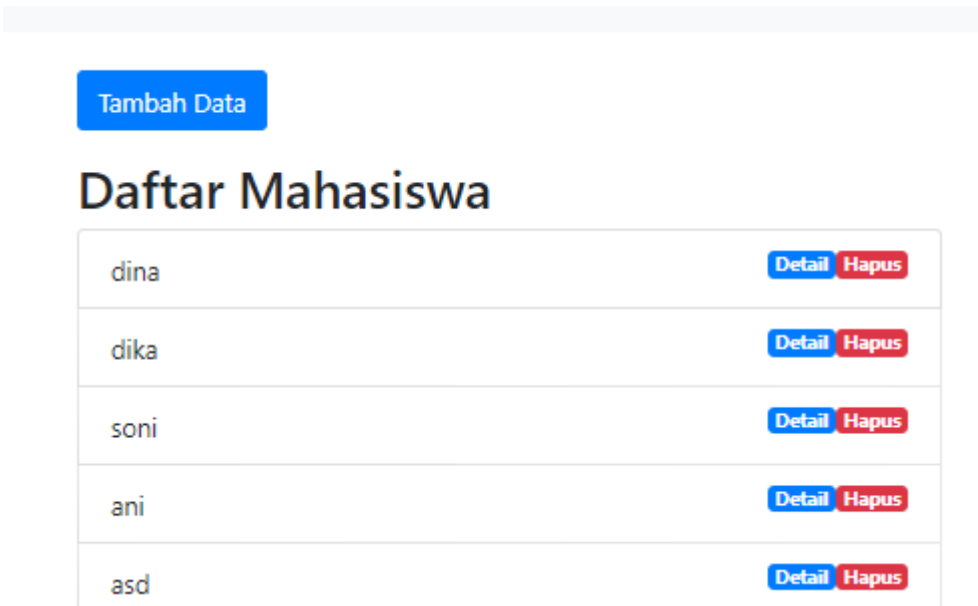 Tambah Data
Daftar Mahasiswa
dina Detail Hapus
dika Detail Hapus
soni Detail Hapus
ani Detail Hapus
asd Detail Hapus